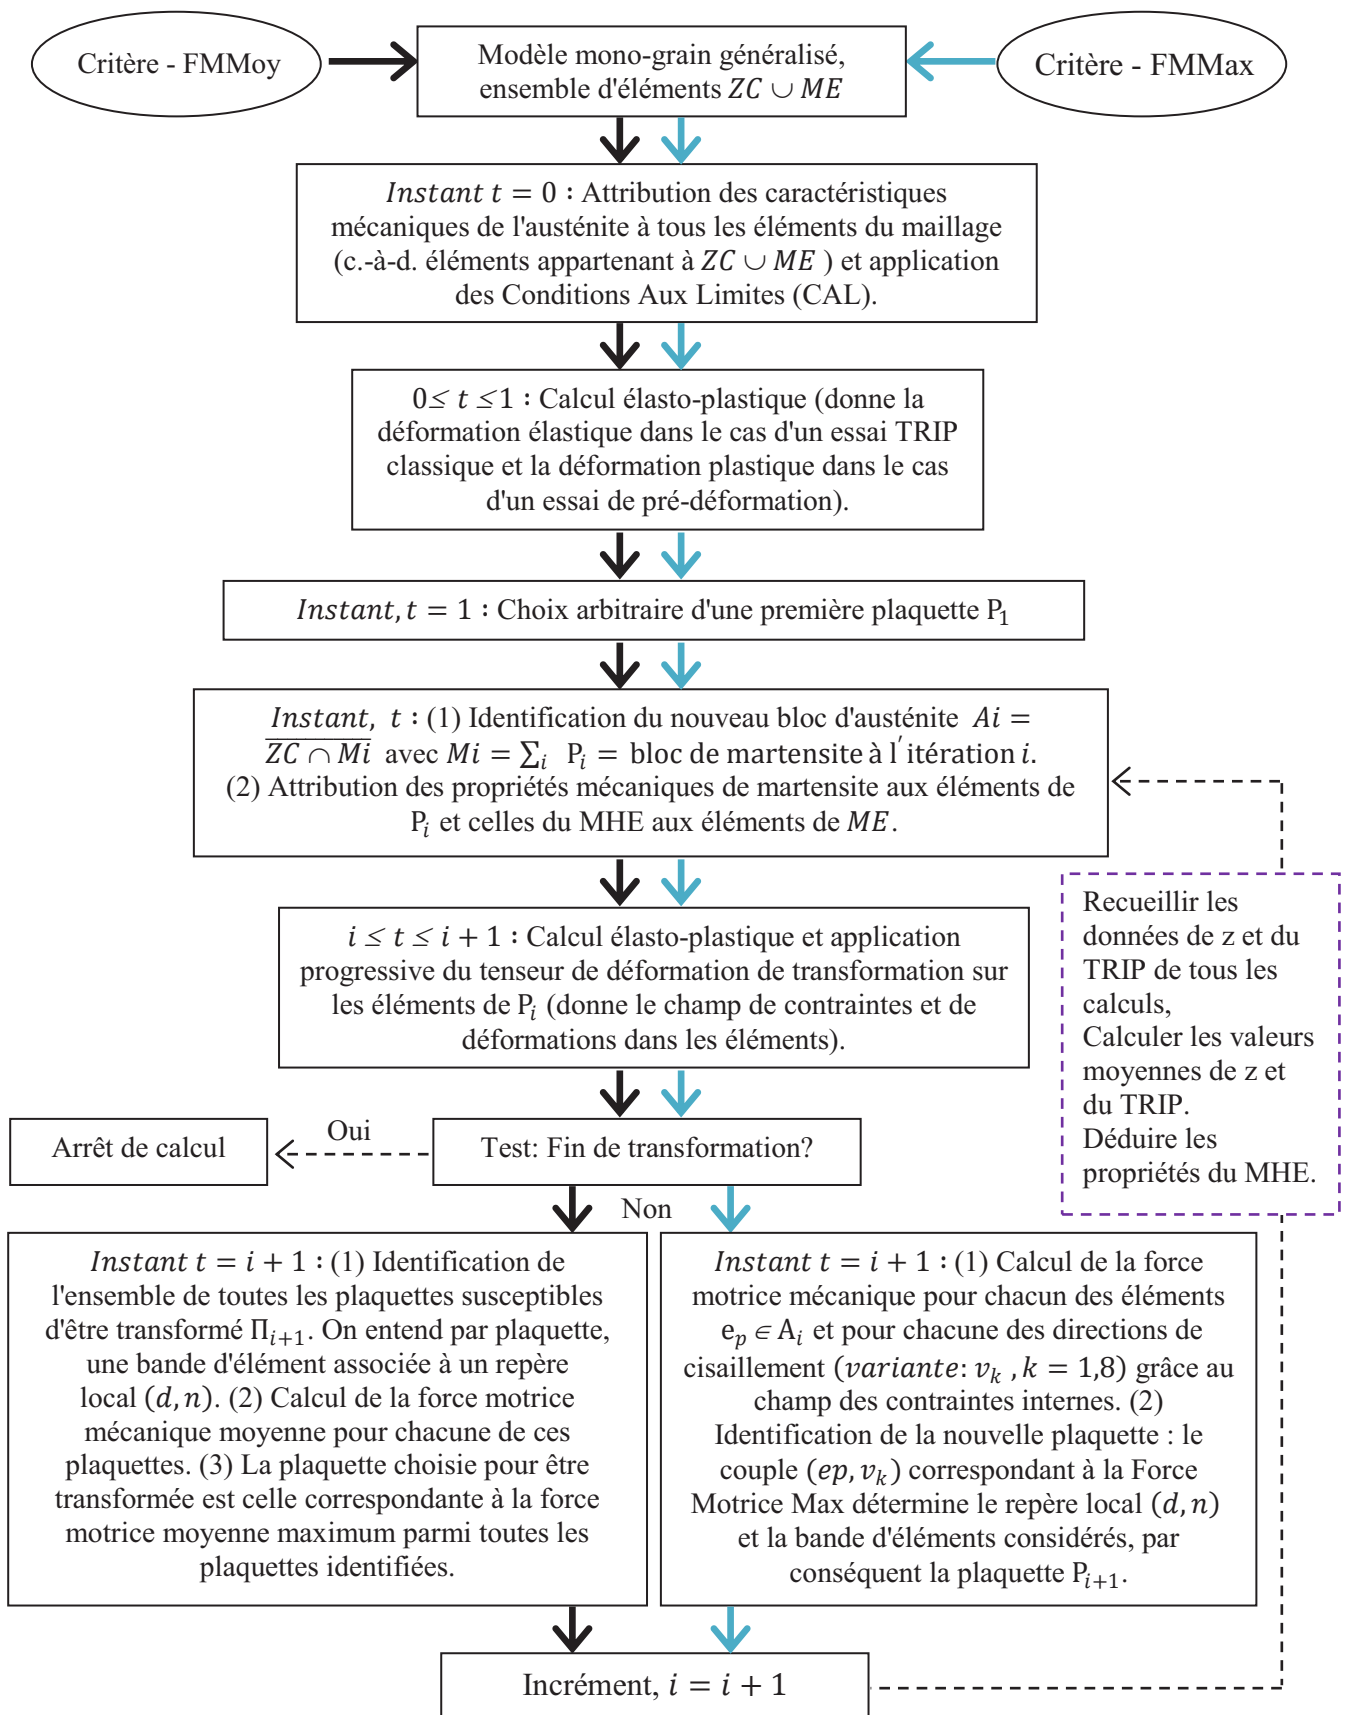 Critère - FMMoy
Modèle mono-grain généralisé,
ensemble d'éléments ZC ∪ ME
Critère - FMMax
Instant t = 0 : Attribution des caractéristiques
mécaniques de l'austénite à tous les éléments du maillage
(c.-à-d. éléments appartenant à ZC ∪ ME ) et application
des Conditions Aux Limites (CAL).
0≤ t ≤1 : Calcul élasto-plastique (donne la
déformation élastique dans le cas d'un essai TRIP
classique et la déformation plastique dans le cas
d'un essai de pré-déformation).
Instant, t = 1 : Choix arbitraire d'une première plaquette P₁
Instant, t : (1) Identification du nouveau bloc d'austénite Ai =
\overline{ZC ∩ Mi} avec Mi = ∑ᵢ Pᵢ = bloc de martensite à l'itération i.
(2) Attribution des propriétés mécaniques de martensite aux éléments de
Pᵢ et celles du MHE aux éléments de ME.
i ≤ t ≤ i + 1 : Calcul élasto-plastique et application
progressive du tenseur de déformation de transformation sur
les éléments de Pᵢ (donne le champ de contraintes et de
déformations dans les éléments).
Recueillir les
données de z et du
TRIP de tous les
calculs,
Calculer les valeurs
moyennes de z et
du TRIP.
Déduire les
propriétés du MHE.
Arrêt de calcul
Oui
Test: Fin de transformation?
Non
Instant t = i + 1 : (1) Identification de
l'ensemble de toutes les plaquettes susceptibles
d'être transformé Πᵢ₊₁. On entend par plaquette,
une bande d'élément associée à un repère
local (d, n). (2) Calcul de la force motrice
mécanique moyenne pour chacune de ces
plaquettes. (3) La plaquette choisie pour être
transformée est celle correspondante à la force
motrice moyenne maximum parmi toutes les
plaquettes identifiées.
Instant t = i + 1 : (1) Calcul de la force
motrice mécanique pour chacun des éléments
eₚ ∈ Aᵢ et pour chacune des directions de
cisaillement (variante: vₖ , k = 1,8) grâce au
champ des contraintes internes. (2)
Identification de la nouvelle plaquette : le
couple (ep, vₖ) correspondant à la Force
Motrice Max détermine le repère local (d, n)
et la bande d'éléments considérés, par
conséquent la plaquette Pᵢ₊₁.
Incrément, i = i + 1